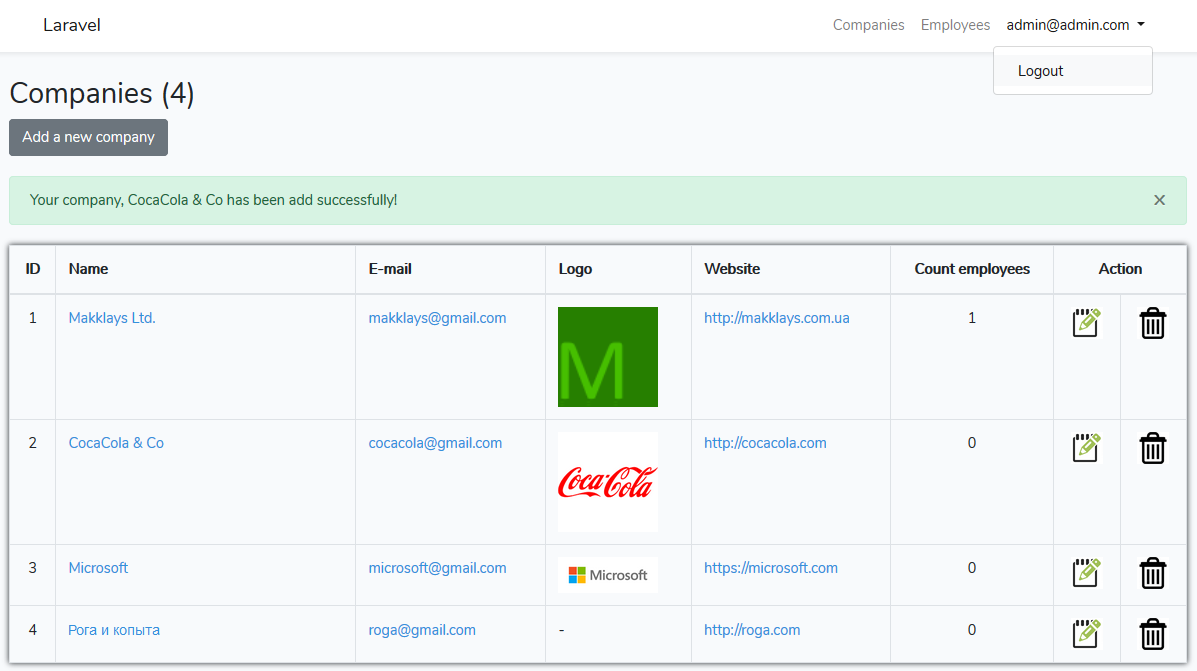 Laravel Companies Employees admin@admin.com
Logout
Companies (4)
Add a new company
Your company, CocaCola & Co has been add successfully! ×
ID Name E-mail Logo Website Count employees Action
1 Makklays Ltd. makklays@gmail.com M http://makklays.com.ua 1
2 CocaCola & Co cocacola@gmail.com Coca-Cola http://cocacola.com 0
3 Microsoft microsoft@gmail.com Microsoft https://microsoft.com 0
4 Рога и копыта roga@gmail.com - http://roga.com 0